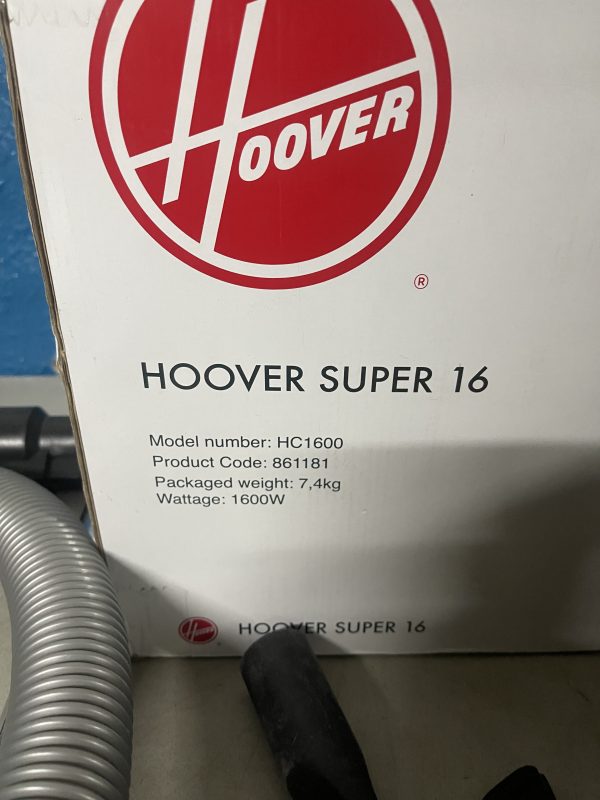 HOOVER
®
HOOVER SUPER 16
Model number: HC1600
Product Code: 861181
Packaged weight: 7,4kg
Wattage: 1600W
HOOVER SUPER 16